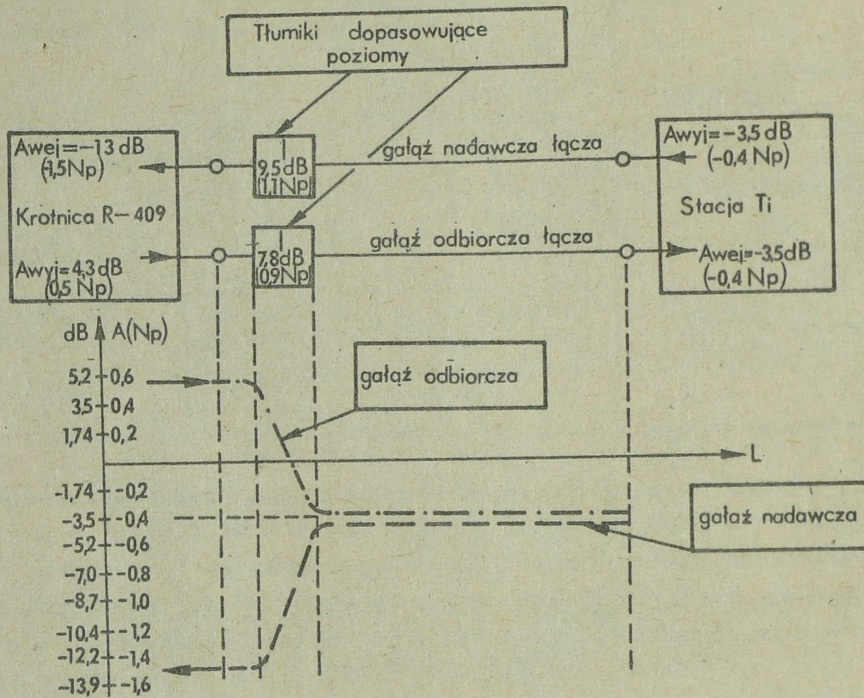 Tłumiki dopasowujące
poziomy
Awej=-13 dB
(-1,5Np)
Krotnica R-409
Awyj=4,3 dB
(0,5 Np)
I
9,5dB
(1,1Np)
I
7,8dB
(0,9Np)
gałąź nadawcza łącza
gałąź odbiorcza łącza
Awyj=-3,5 dB
(-0,4 Np)
Stacja Ti
Awej=-3,5dB
(-0,4 Np)
dB A(Np)
5,2 0,6
3,5 0,4
1,74 0,2
-1,74 -0,2
-3,5 -0,4
-5,2 -0,6
-7,0 -0,8
-8,7 -1,0
-10,4 -1,2
-12,2 -1,4
-13,9 -1,6
gałąź odbiorcza
L
gałaź nadawcza